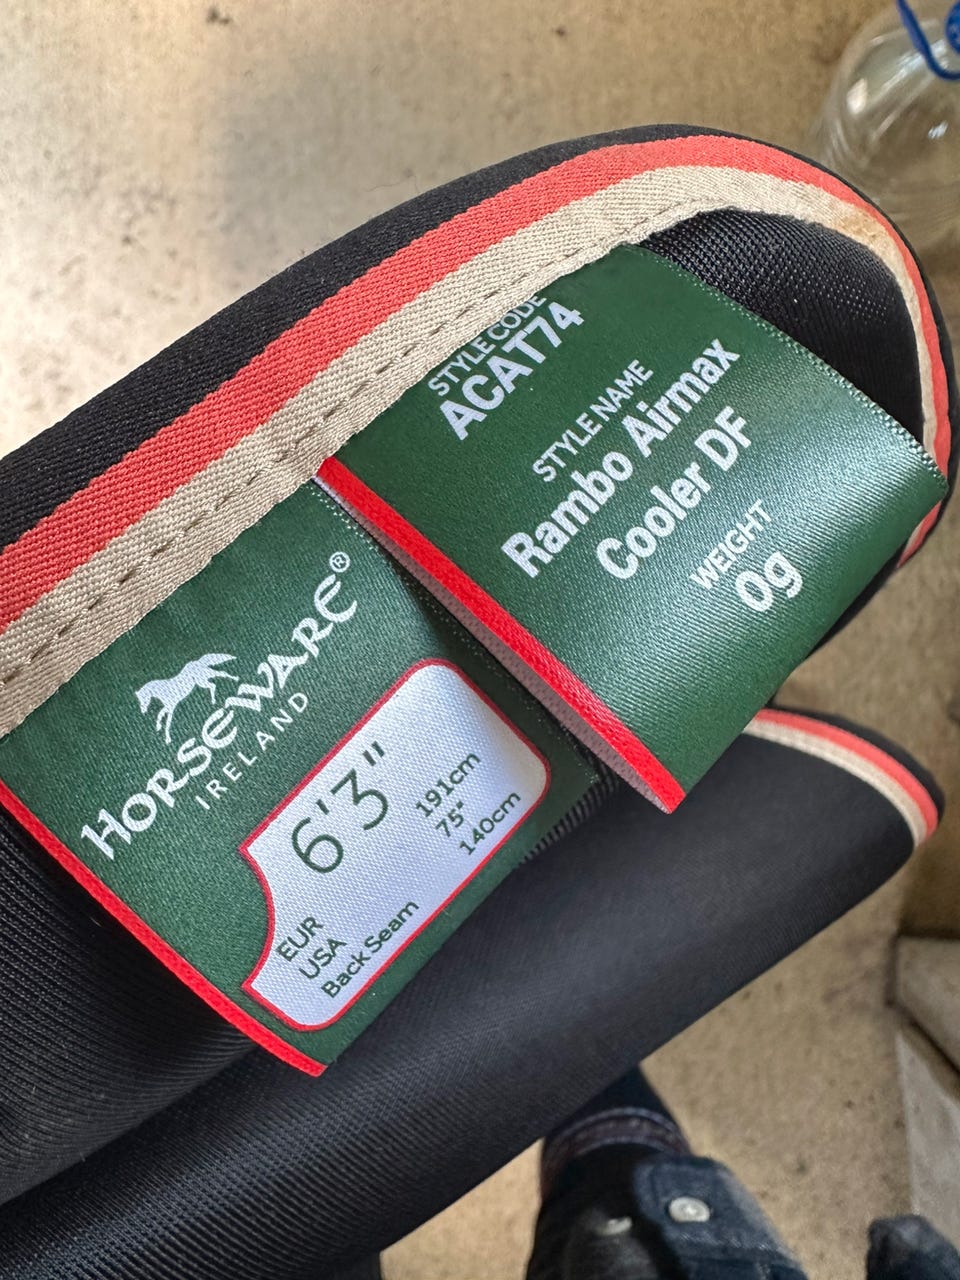 HORSEWARE®
IRELAND
6'3"
EUR 191cm
USA 75"
Back Seam 140cm
STYLE CODE
ACAT74
STYLE NAME
Rambo Airmax
Cooler DF
WEIGHT
0g